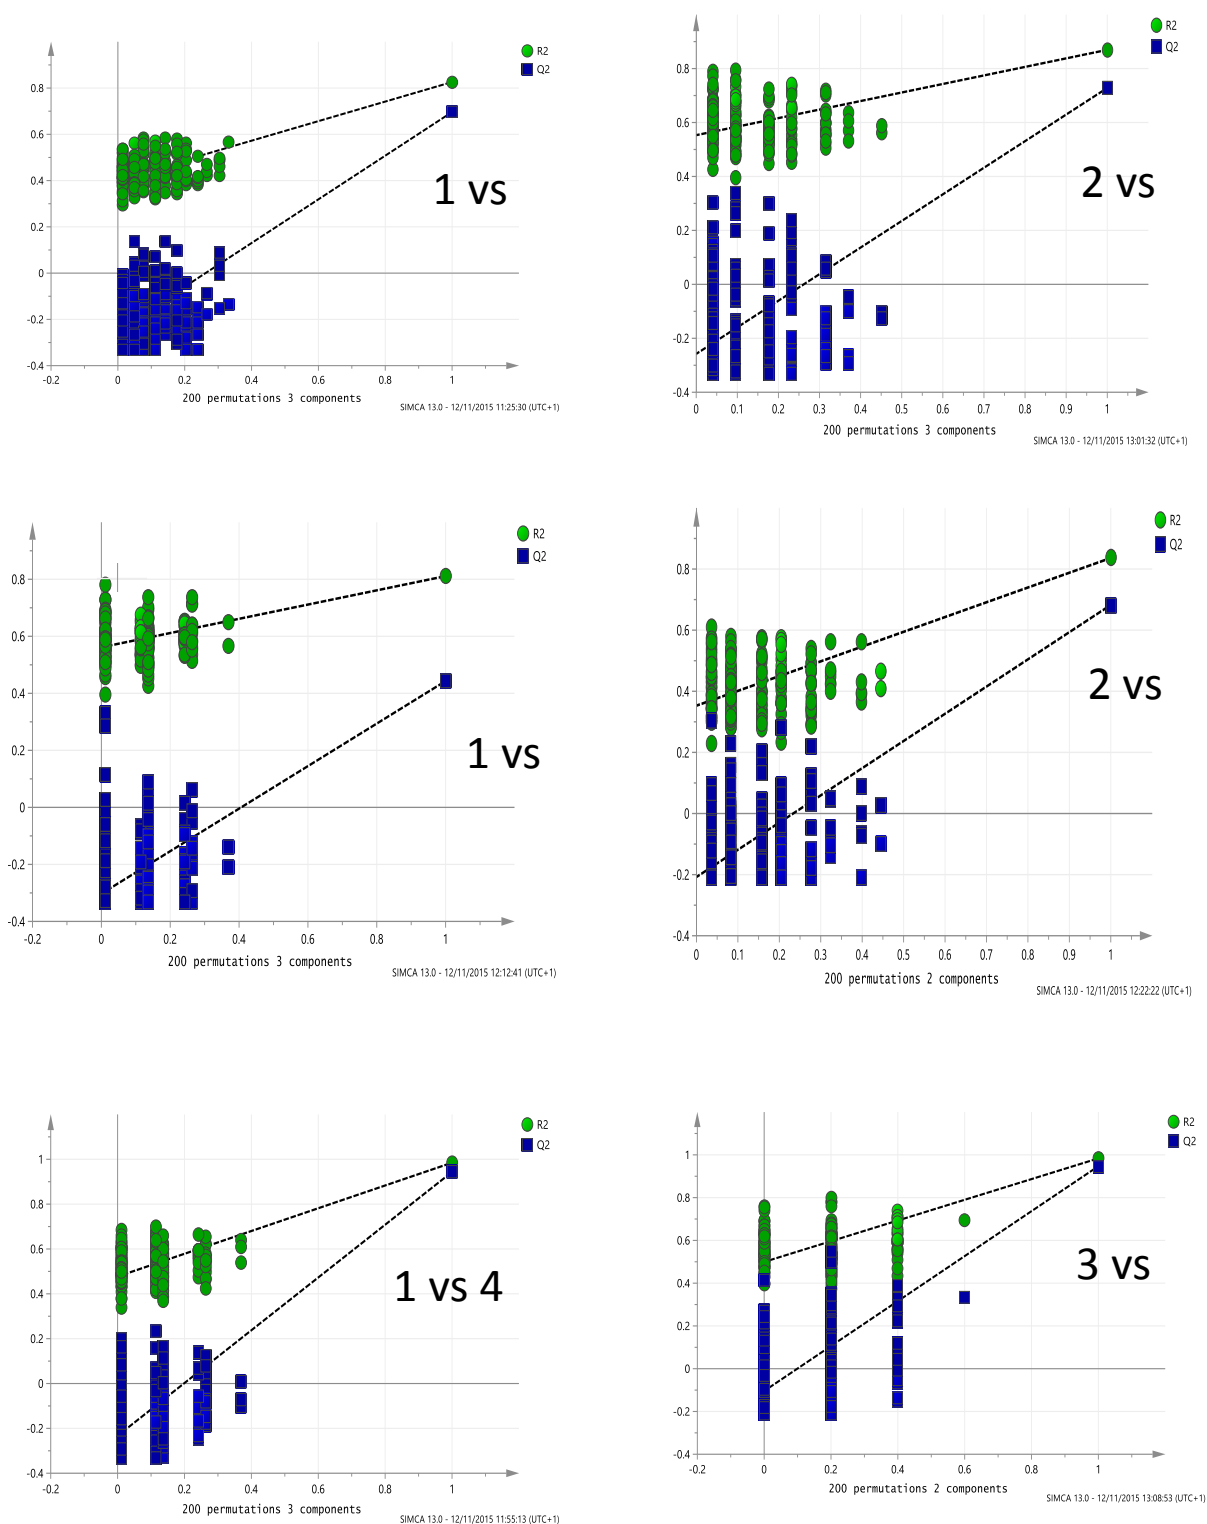 R2
Q2
0.8
0.6
0.4
0.2
0
-0.2
-0.4
-0.2 0 0.2 0.4 0.6 0.8 1
1 vs
200 permutations 3 components
SIMCA 13.0 - 12/11/2015 11:25:30 (UTC+1)
R2
Q2
0.8
0.6
0.4
0.2
0
-0.2
-0.4
0 0.1 0.2 0.3 0.4 0.5 0.6 0.7 0.8 0.9 1
2 vs
200 permutations 3 components
SIMCA 13.0 - 12/11/2015 13:01:32 (UTC+1)
R2
Q2
0.8
0.6
0.4
0.2
0
-0.2
-0.4
-0.2 0 0.2 0.4 0.6 0.8 1
1 vs
200 permutations 3 components
SIMCA 13.0 - 12/11/2015 12:12:41 (UTC+1)
R2
Q2
0.8
0.6
0.4
0.2
0
-0.2
-0.4
0 0.1 0.2 0.3 0.4 0.5 0.6 0.7 0.8 0.9 1
2 vs
200 permutations 2 components
SIMCA 13.0 - 12/11/2015 12:22:22 (UTC+1)
R2
Q2
1
0.8
0.6
0.4
0.2
0
-0.2
-0.4
-0.2 0 0.2 0.4 0.6 0.8 1
1 vs 4
200 permutations 3 components
SIMCA 13.0 - 12/11/2015 11:55:13 (UTC+1)
R2
Q2
1
0.8
0.6
0.4
0.2
0
-0.2
-0.4
-0.2 0 0.2 0.4 0.6 0.8 1
3 vs
200 permutations 2 components
SIMCA 13.0 - 12/11/2015 13:08:53 (UTC+1)